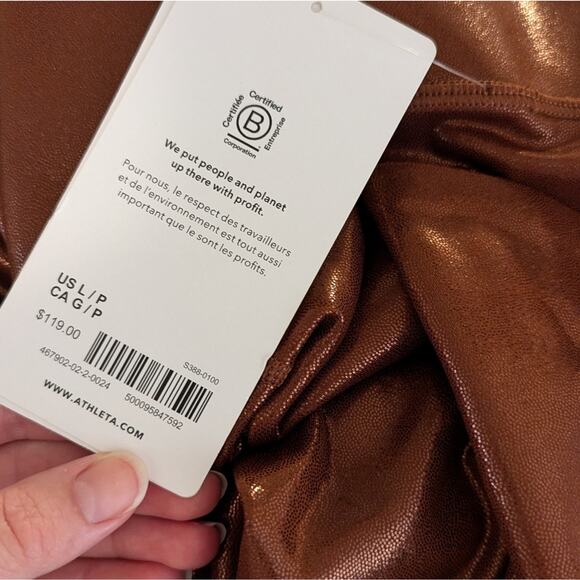 Certifiée Certified
B
Corporation Entreprise
We put people and planet
up there with profit.
Pour nous, le respect des travailleurs
et de l'environnement est tout aussi
important que le sont les profits.
US L / P
CA G / P
$119.00
S388-0100
467902-02-2-0024 500095847592
WWW.ATHLETA.COM